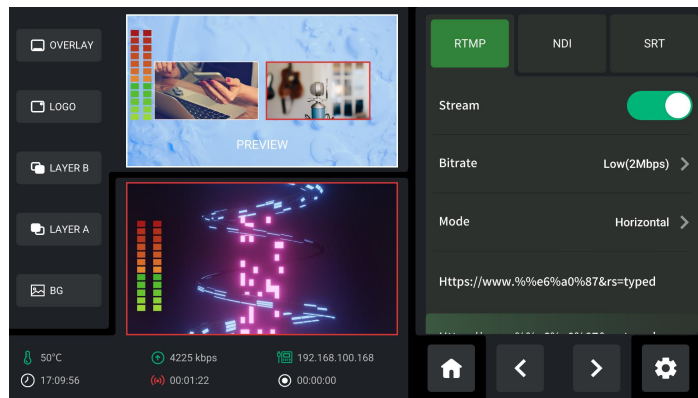 OVERLAY
LOGO
LAYER B
LAYER A
BG
PREVIEW
RTMP NDI SRT
Stream
Bitrate Low(2Mbps)
Mode Horizontal
Https://www.%%e6%a0%87&rs=typed
50°C 4225 kbps 192.168.100.168
17:09:56 00:01:22 00:00:00